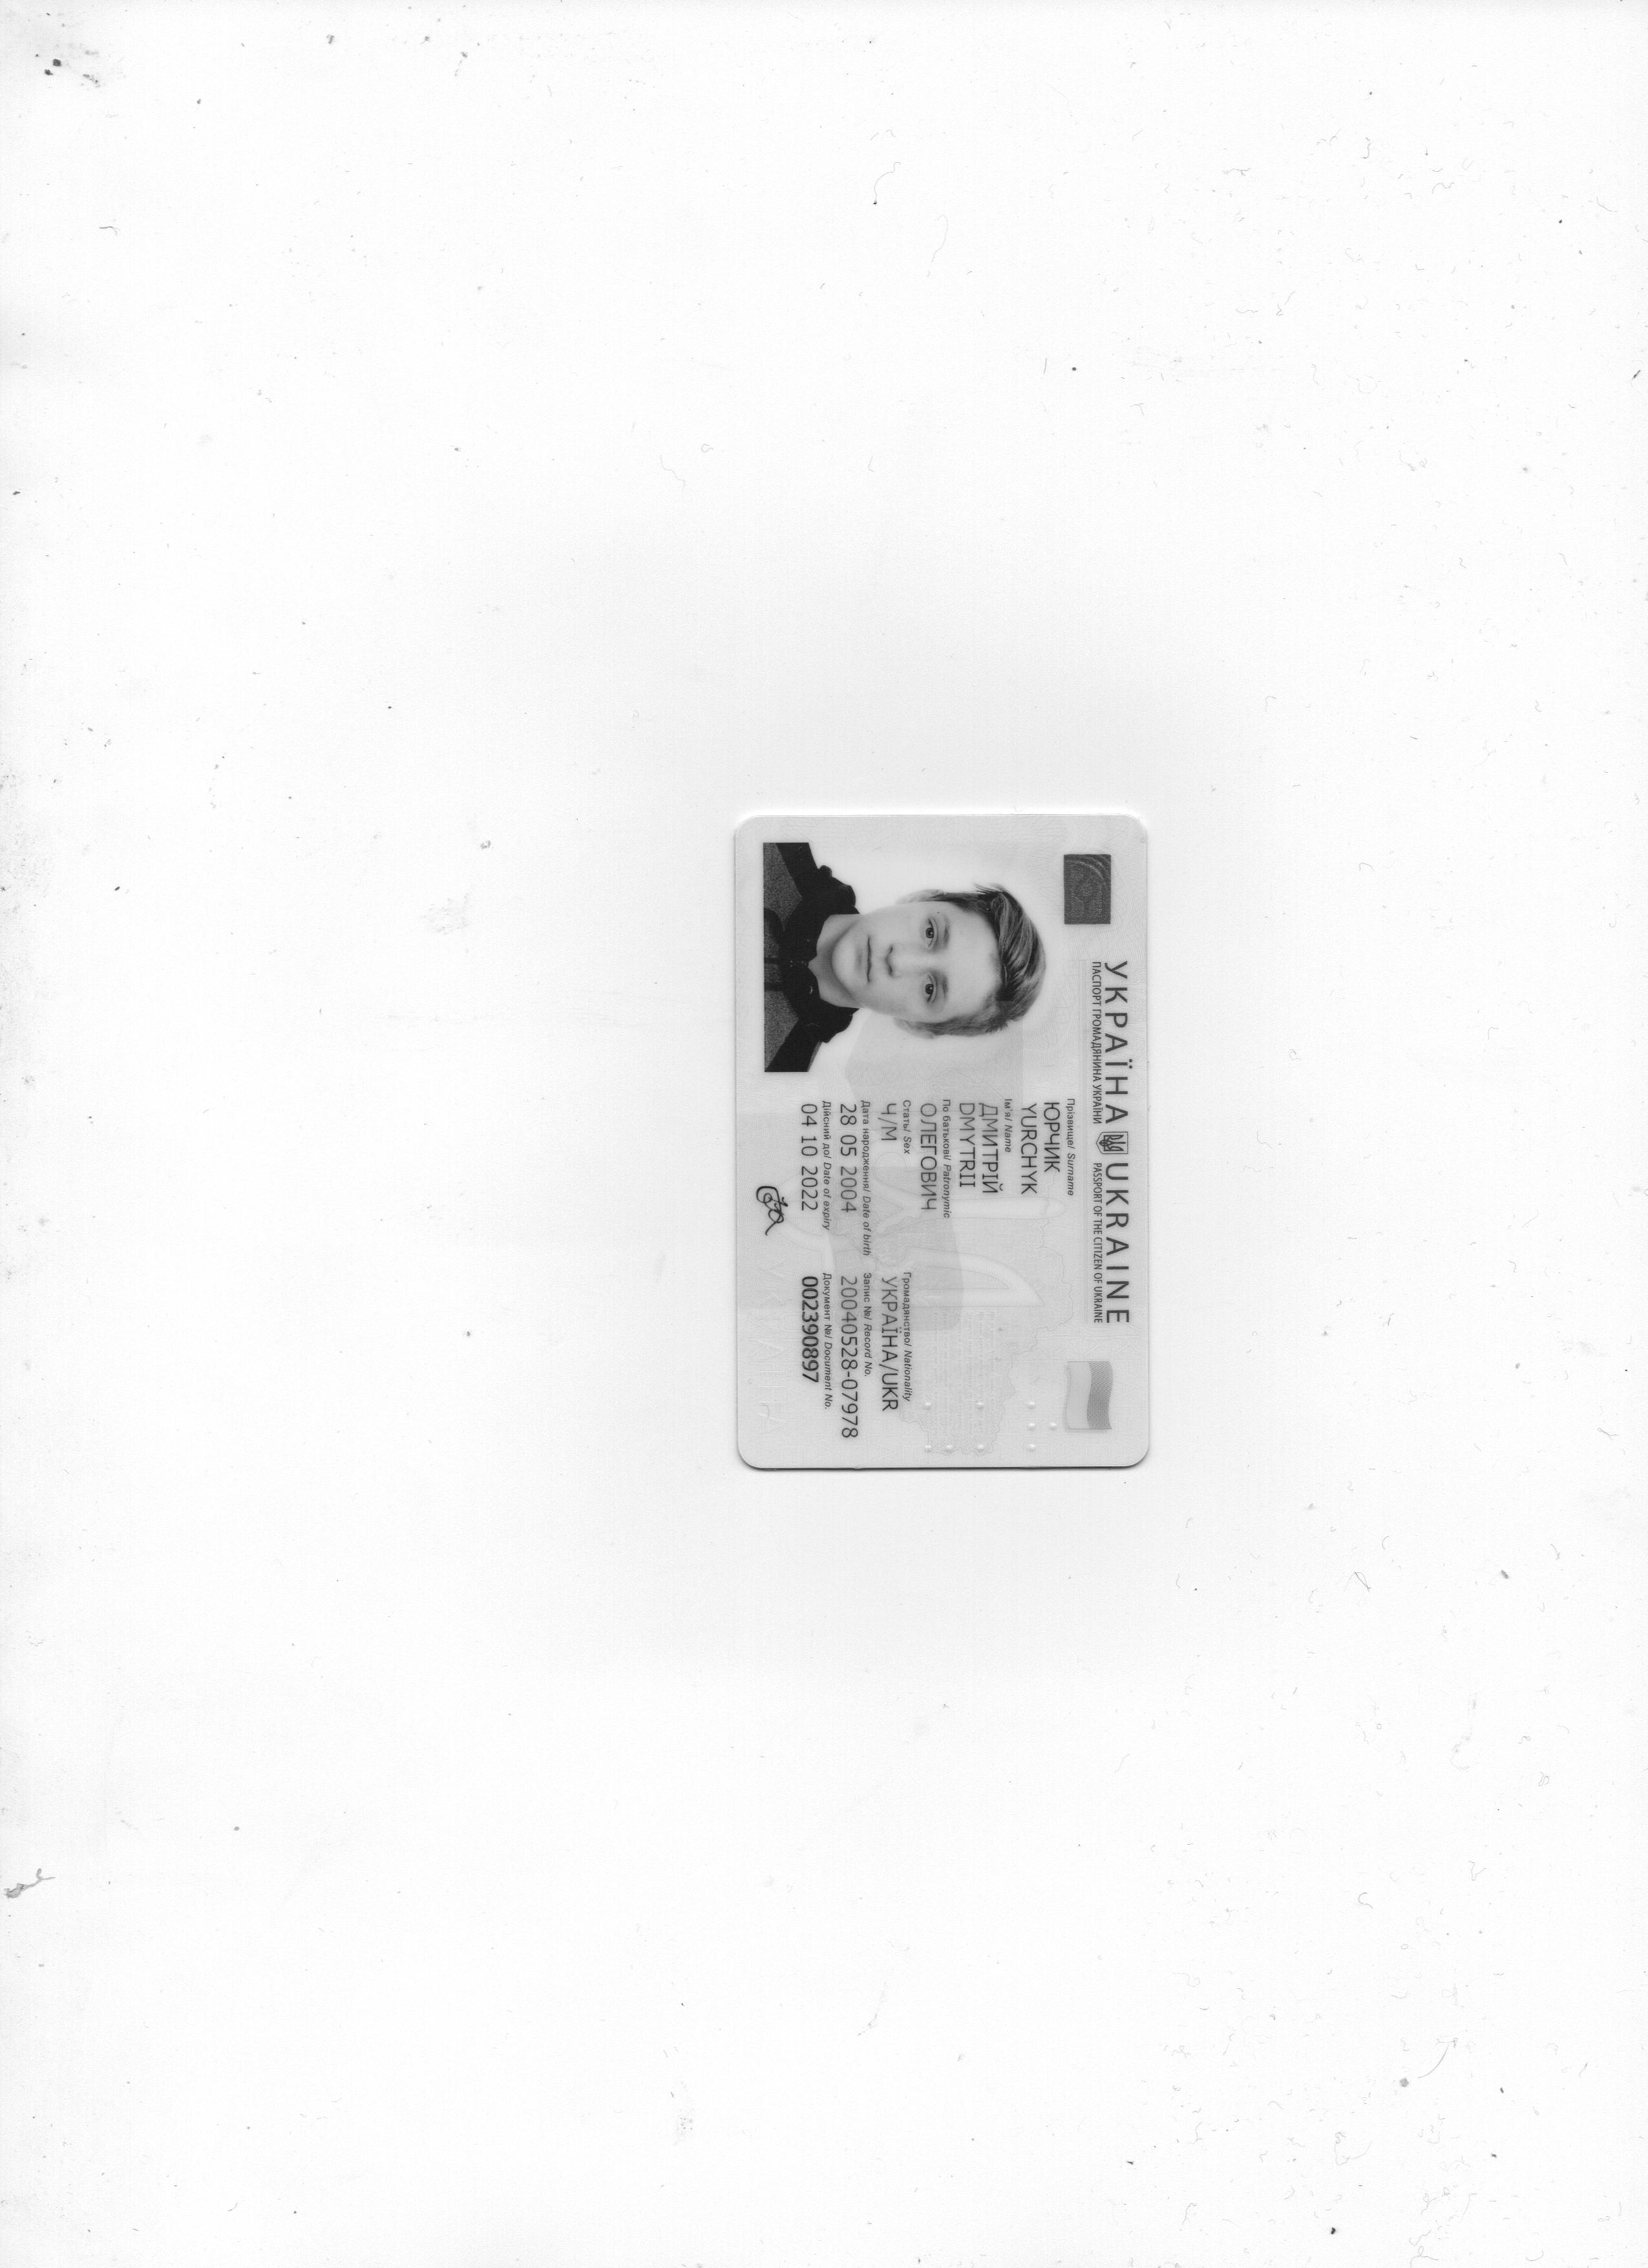 УКРАЇНА UKRAINE
ПАСПОРТ ГРОМАДЯНИНА УКРАЇНИ PASSPORT OF THE CITIZEN OF UKRAINE
Прізвище/ Surname
ЮРЧИК
YURCHYK
Ім'я/ Name
ДМИТРІЙ
DMYTRII
По батькові/ Patronymic
ОЛЕГОВИЧ
Стать/ Sex Громадянство/ Nationality
Ч/M УКРАЇНА/UKR
Дата народження/ Date of birth Запис №/ Record No.
28 05 2004 20040528-07978
Дійсний до/ Date of expiry Документ №/ Document No.
04 10 2022 002390897